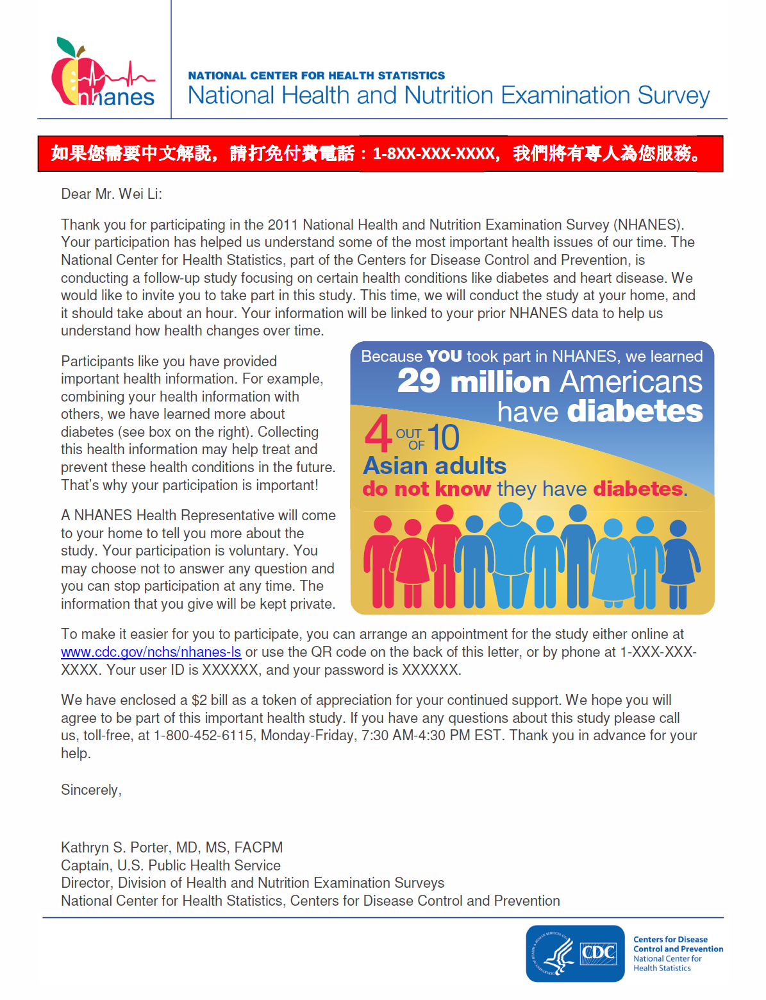 nhanes
NATIONAL CENTER FOR HEALTH STATISTICS
National Health and Nutrition Examination Survey
如果您需要中文解說，請打免付費電話：1-8XX-XXX-XXXX，我們將有專人為您服務。
Dear Mr. Wei Li:
Thank you for participating in the 2011 National Health and Nutrition Examination Survey (NHANES).
Your participation has helped us understand some of the most important health issues of our time. The
National Center for Health Statistics, part of the Centers for Disease Control and Prevention, is
conducting a follow-up study focusing on certain health conditions like diabetes and heart disease. We
would like to invite you to take part in this study. This time, we will conduct the study at your home, and
it should take about an hour. Your information will be linked to your prior NHANES data to help us
understand how health changes over time.
Participants like you have provided
important health information. For example,
combining your health information with
others, we have learned more about
diabetes (see box on the right). Collecting
this health information may help treat and
prevent these health conditions in the future.
That’s why your participation is important!
A NHANES Health Representative will come
to your home to tell you more about the
study. Your participation is voluntary. You
may choose not to answer any question and
you can stop participation at any time. The
information that you give will be kept private.
Because YOU took part in NHANES, we learned
29 million Americans
have diabetes
4 OUT OF 10
Asian adults
do not know they have diabetes.
To make it easier for you to participate, you can arrange an appointment for the study either online at
www.cdc.gov/nchs/nhanes-ls or use the QR code on the back of this letter, or by phone at 1-XXX-XXX-
XXXX. Your user ID is XXXXXX, and your password is XXXXXX.
We have enclosed a $2 bill as a token of appreciation for your continued support. We hope you will
agree to be part of this important health study. If you have any questions about this study please call
us, toll-free, at 1-800-452-6115, Monday-Friday, 7:30 AM-4:30 PM EST. Thank you in advance for your
help.
Sincerely,
Kathryn S. Porter, MD, MS, FACPM
Captain, U.S. Public Health Service
Director, Division of Health and Nutrition Examination Surveys
National Center for Health Statistics, Centers for Disease Control and Prevention
DEPARTMENT OF HEALTH & HUMAN SERVICES·USA
CDC
Centers for Disease
Control and Prevention
National Center for
Health Statistics